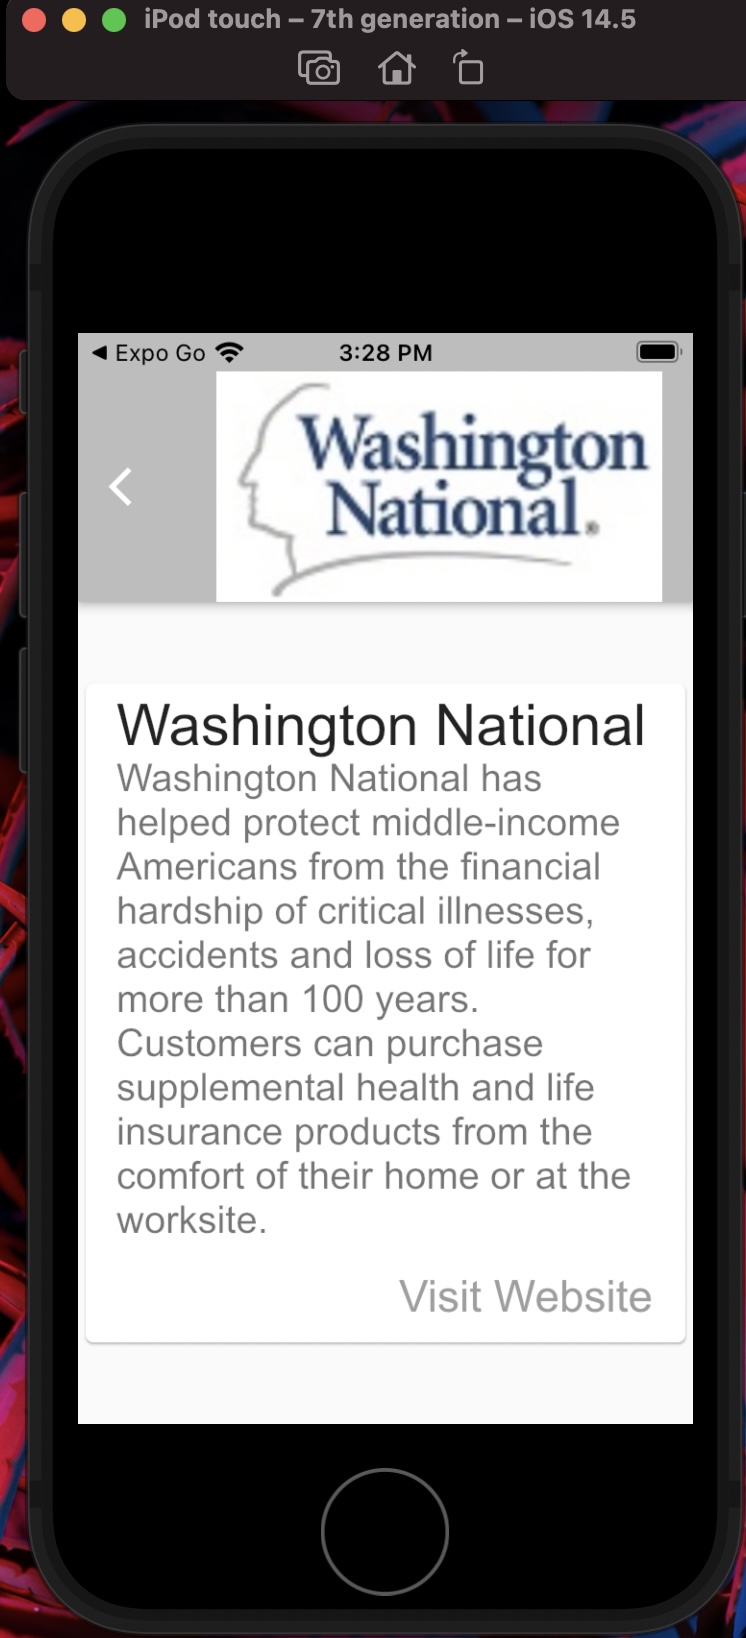 iPod touch – 7th generation – iOS 14.5
◀ Expo Go 3:28 PM
Washington
National®
Washington National
Washington National has
helped protect middle-income
Americans from the financial
hardship of critical illnesses,
accidents and loss of life for
more than 100 years.
Customers can purchase
supplemental health and life
insurance products from the
comfort of their home or at the
worksite.
Visit Website